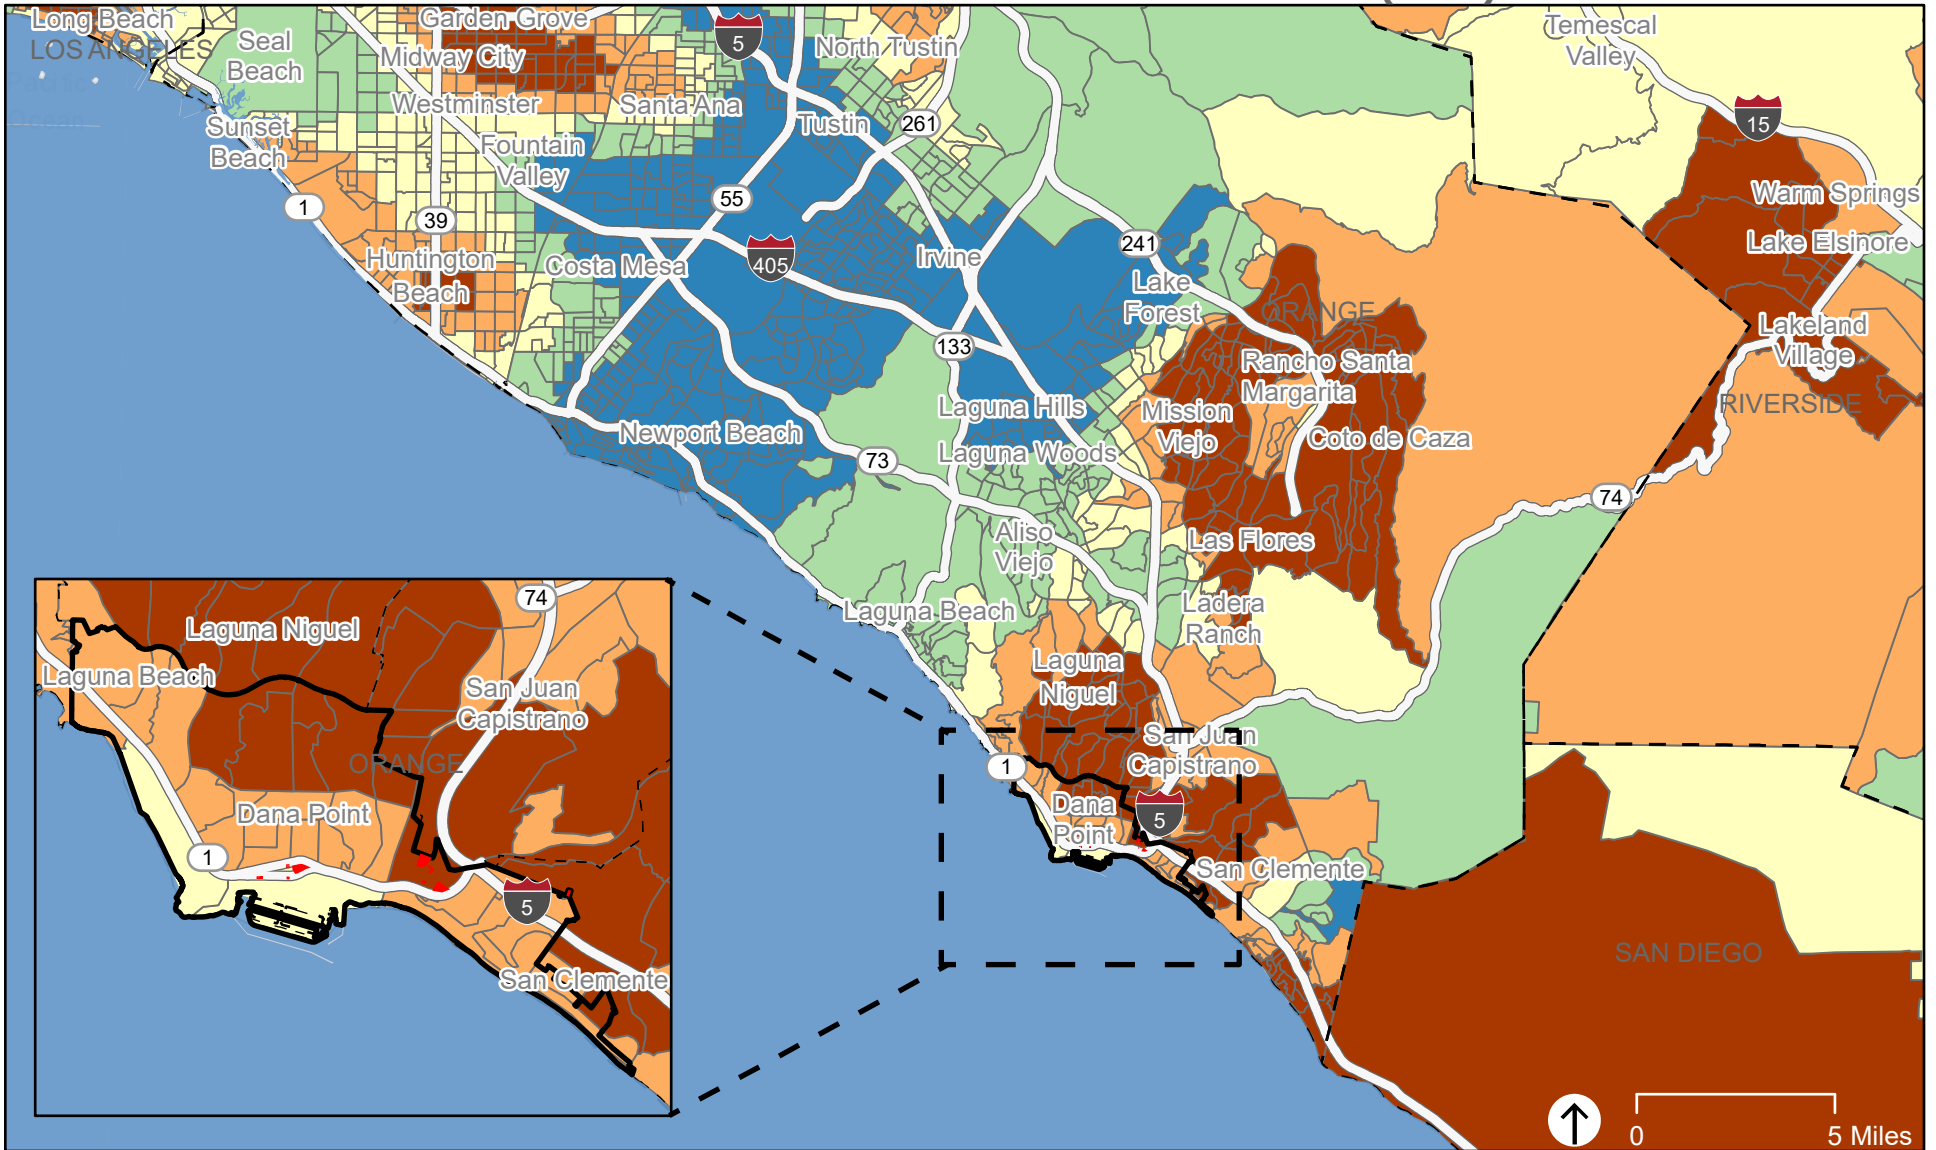 Long Beach
LOS ANGELES
Pacific
Ocean
Seal
Beach
Garden Grove
Midway City
Westminster
Santa Ana
5
North Tustin
Tustin
261
Temescal
Valley
15
Sunset
Beach
Fountain
Valley
1
39
55
405
Huntington
Beach
Costa Mesa
Irvine
241
Lake
Forest
Warm Springs
Lake Elsinore
ORANGE
133
Rancho Santa
Margarita
Lakeland
Village
RIVERSIDE
Laguna Hills
Mission
Viejo
Newport Beach
Laguna Woods
Coto de Caza
73
74
Aliso
Viejo
Las Flores
Laguna Beach
Ladera
Ranch
Laguna
Niguel
San Juan
Capistrano
1
Dana
Point
5
San Clemente
SAN DIEGO
74
Laguna Niguel
Laguna Beach
San Juan
Capistrano
ORANGE
Dana Point
1
5
San Clemente
0
5 Miles